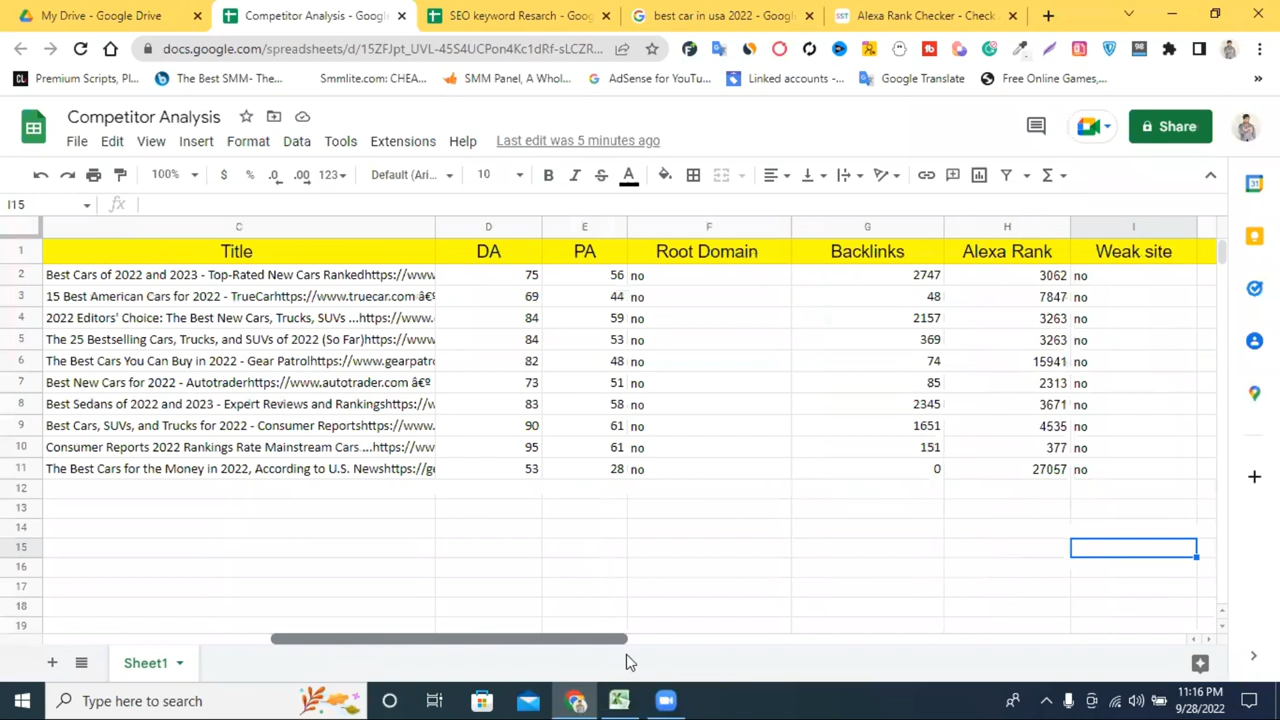 My Drive - Google Drive
Competitor Analysis - Google
SEO keyword Resarch - Goog
best car in usa 2022 - Google
Alexa Rank Checker - Check
docs.google.com/spreadsheets/d/15ZFJpt_UVL-45S4UCPon4Kc1dRf-sLCZR...
Premium Scripts, Pl...
The Best SMM- The...
Smmlite.com: CHEA...
SMM Panel, A Whol...
AdSense for YouTu...
Linked accounts -...
Google Translate
Free Online Games,...
Competitor Analysis
Share
File Edit View Insert Format Data Tools Extensions Help Last edit was 5 minutes ago
100% $ % .0 .00 123 Default (Ari... 10 B I S A
I15 fx
C D E F G H I
1 Title DA PA Root Domain Backlinks Alexa Rank Weak site
2 Best Cars of 2022 and 2023 - Top-Rated New Cars Rankedhttps://www 75 56 no 2747 3062 no
3 15 Best American Cars for 2022 - TrueCarhttps://www.truecar.com â€º 69 44 no 48 7847 no
4 2022 Editors' Choice: The Best New Cars, Trucks, SUVs ...https://www. 84 59 no 2157 3263 no
5 The 25 Bestselling Cars, Trucks, and SUVs of 2022 (So Far)https://www 84 53 no 369 3263 no
6 The Best Cars You Can Buy in 2022 - Gear Patrolhttps://www.gearpatr 82 48 no 74 15941 no
7 Best New Cars for 2022 - Autotraderhttps://www.autotrader.com â€º 73 51 no 85 2313 no
8 Best Sedans of 2022 and 2023 - Expert Reviews and Rankingshttps://w 83 58 no 2345 3671 no
9 Best Cars, SUVs, and Trucks for 2022 - Consumer Reportshttps://www. 90 61 no 1651 4535 no
10 Consumer Reports 2022 Rankings Rate Mainstream Cars ...https://ww 95 61 no 151 377 no
11 The Best Cars for the Money in 2022, According to U.S. Newshttps://ge 53 28 no 0 27057 no
12
13
14
15
16
17
18
19
Sheet1
Type here to search
11:16 PM
9/28/2022